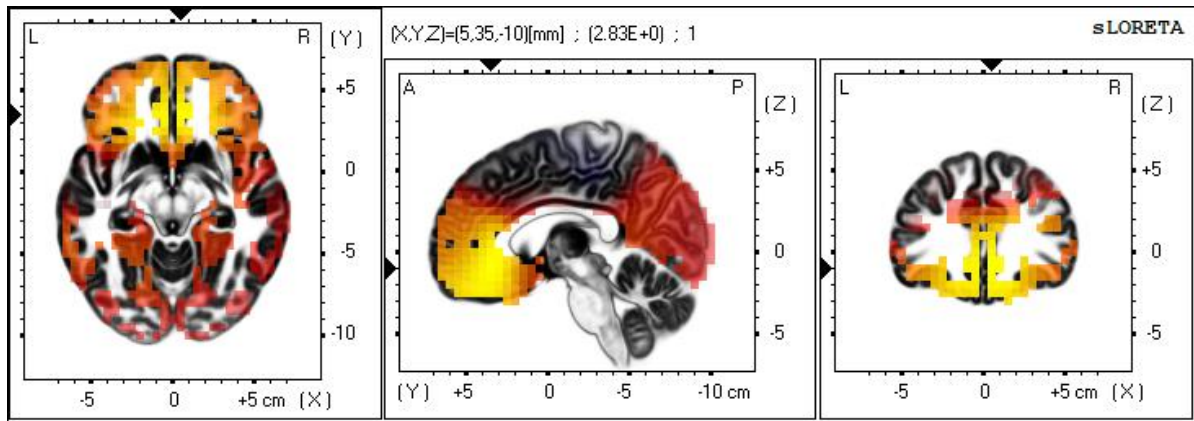 (X,Y,Z)=(5,35,-10)[mm] ; (2.83E+0) ; 1
sLORETA
L R (Y)
+5
0
-5
-10
-5 0 +5 cm (X)
A P (Z)
+5
0
-5
(Y) +5 0 -5 -10 cm
L R (Z)
+5
0
-5
-5 0 +5 cm (X)